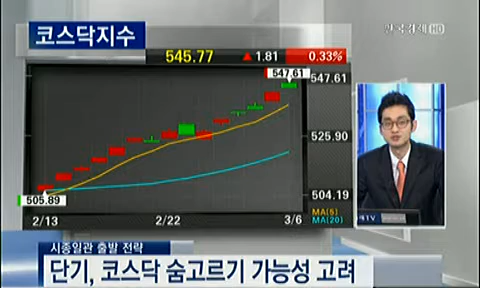 한국경제 HD
코스닥지수
545.77 ▲ 1.81 0.33%
547.61
547.61
525.90
505.89
504.19
MA(5)
MA(20)
2/13 2/22 3/6
시종일관 출발 전략
단기, 코스닥 숨고르기 가능성 고려